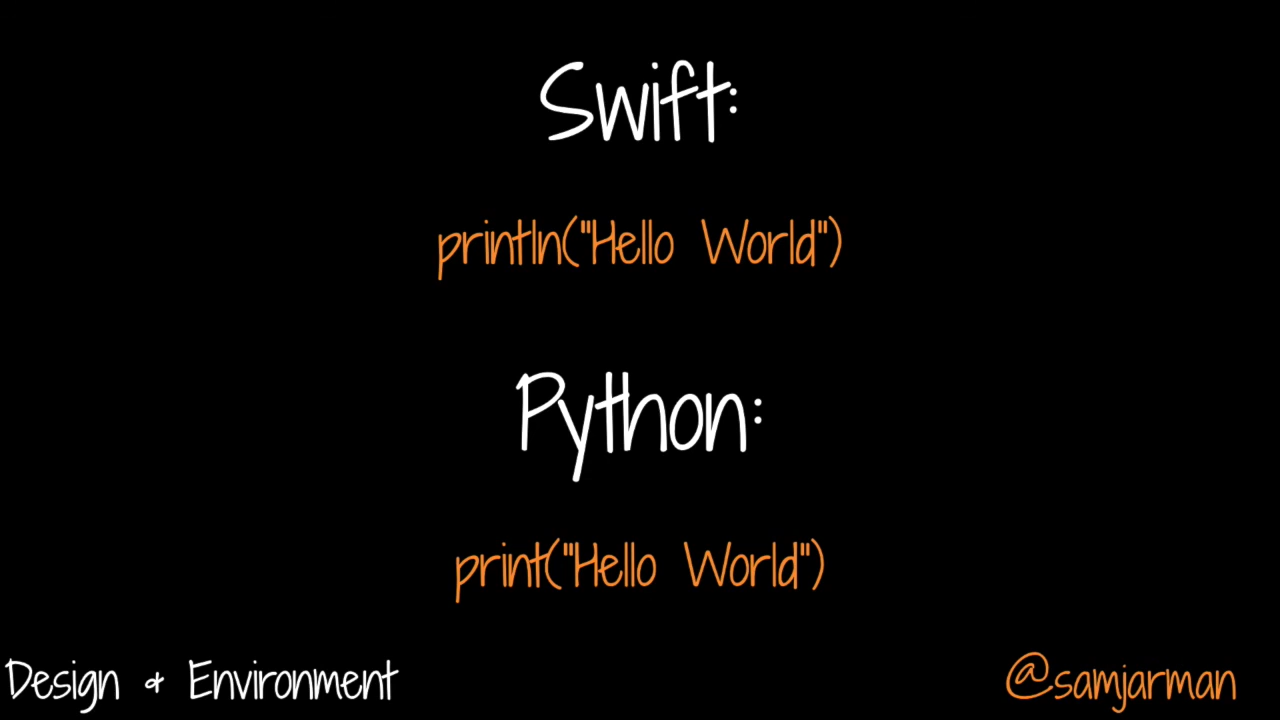 Swift:
println("Hello World")
Python:
print("Hello World")
Design & Environment
@samjarman